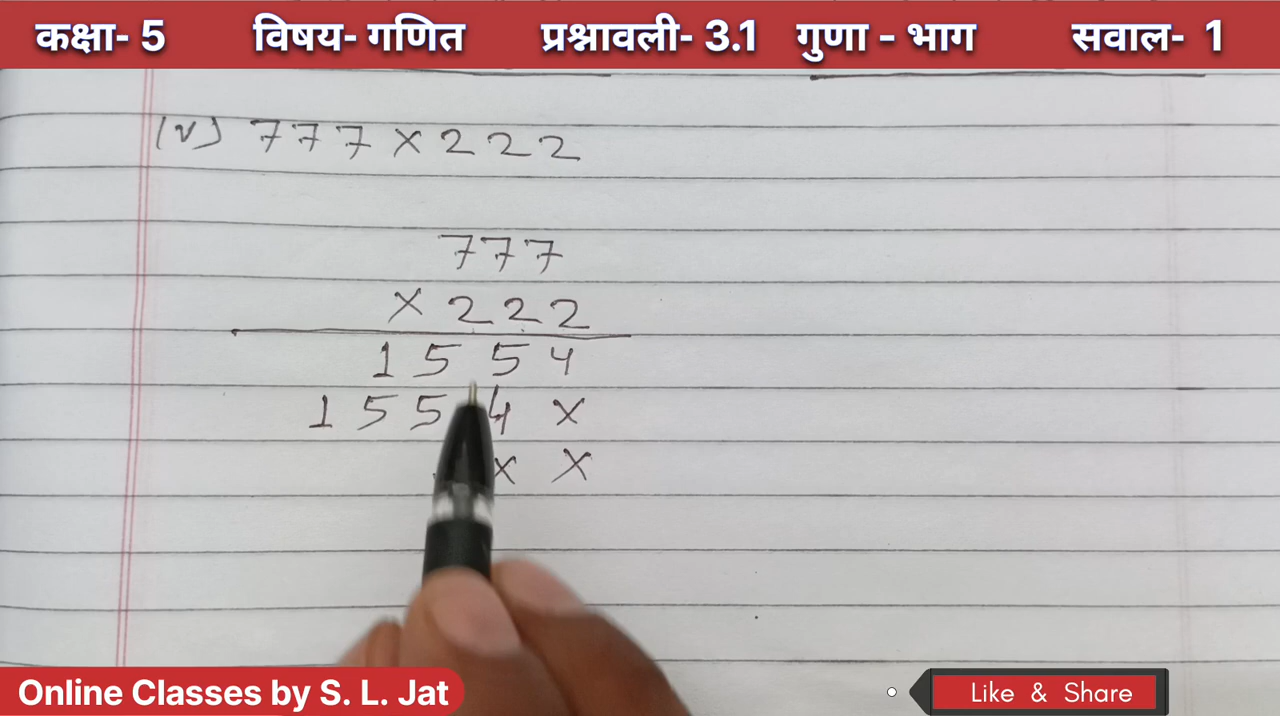 कक्षा- 5 विषय- गणित प्रश्नावली- 3.1 गुणा - भाग सवाल- 1
(v) 777 × 222
777
× 222
1554
1554 ×
× ×
Online Classes by S. L. Jat
Like & Share